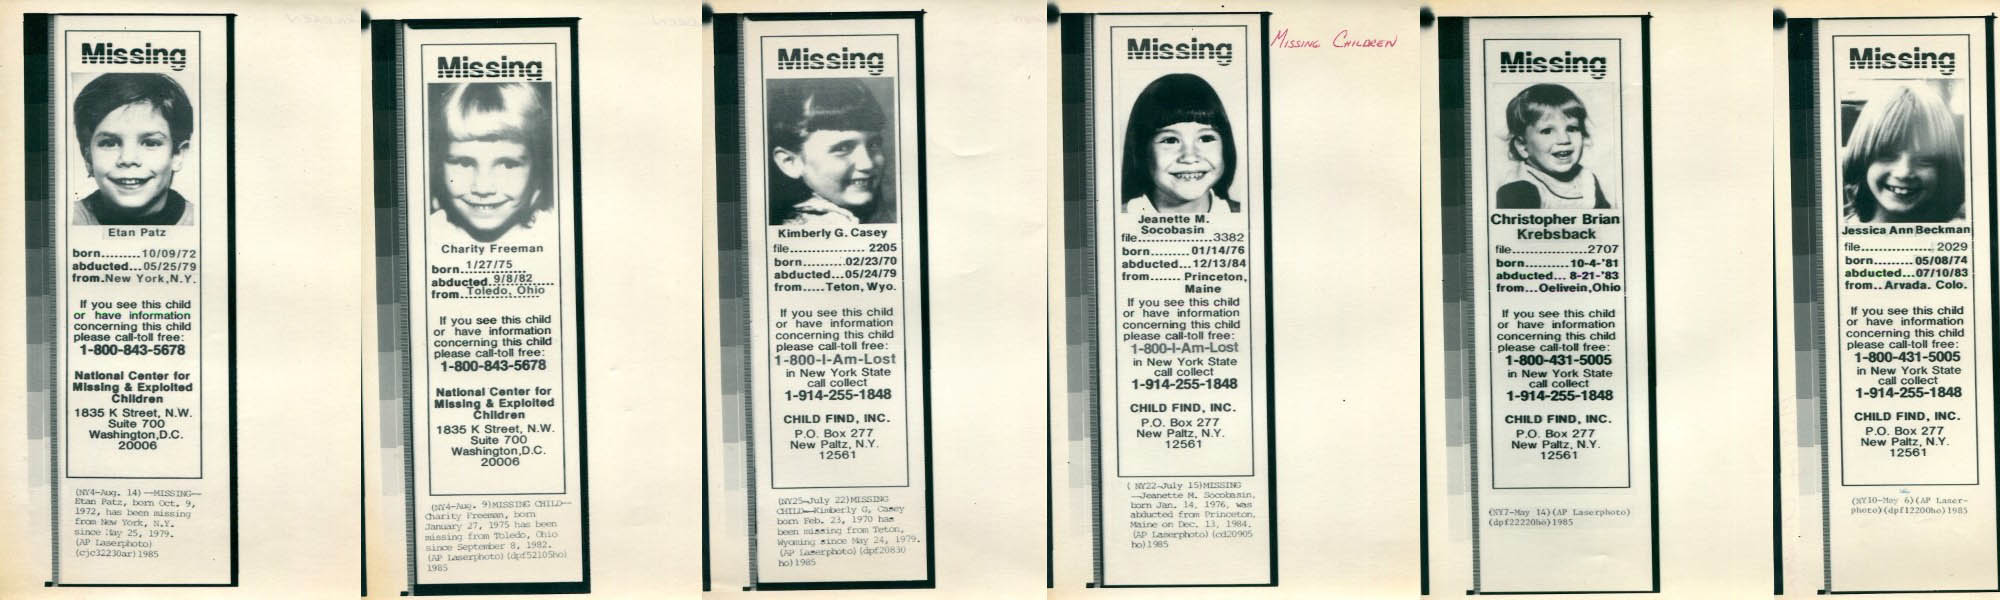 Missing
Etan Patz
born.........10/09/72
abducted...05/25/79
from.New York,N.Y.
If you see this child
or have information
concerning this child
please call-toll free:
1-800-843-5678
National Center for
Missing & Exploited
Children
1835 K Street, N.W.
Suite 700
Washington,D.C.
20006
(NY4-Aug. 14) --MISSING--
Etan Patz, born Oct. 9,
1972, has been missing
from New York, N.Y.
since May 25, 1979.
(AP Laserphoto)
(cjc32230ar)1985
Missing
Charity Freeman
born 1/27/75
abducted 9/8/82
from Toledo, Ohio
If you see this child
or have information
concerning this child
please call-toll free:
1-800-843-5678
National Center for
Missing & Exploited
Children
1835 K Street, N.W.
Suite 700
Washington,D.C.
20006
(NY4-Aug. 9)MISSING CHILD--
Charity Freeman, born
January 27, 1975 has been
missing from Toledo, Ohio
since September 8, 1982.
(AP Laserphoto)(dpf52105ho)
1985
Missing
Kimberly G. Casey
file................. 2205
born..........02/23/70
abducted...05/24/79
from.....Teton, Wyo.
If you see this child
or have information
concerning this child
please call-toll free:
1-800-I-Am-Lost
in New York State
call collect
1-914-255-1848
CHILD FIND, INC.
P.O. Box 277
New Paltz, N.Y.
12561
(NY25-July 22)MISSING
CHILD--Kimberly G, Casey
born Feb. 23, 1970 has
been missing from Teton,
Wyoming since May 24, 1979.
(AP Laserphoto)(dpf20830
ho)1985
Missing
Jeanette M.
Socobasin
file................3382
born.........01/14/76
abducted...12/13/84
from....... Princeton,
Maine
If you see this child
or have information
concerning this child
please call-toll free:
1-800-I-Am-Lost
in New York State
call collect
1-914-255-1848
CHILD FIND, INC.
P.O. Box 277
New Paltz, N.Y.
12561
( NY22-July 15)MISSING
--Jeanette M. Socobasin,
born Jan. 14, 1976, was
abducted from Princeton,
Maine on Dec. 13, 1984.
(AP Laserphoto)(cd20905
ho)1985
MISSING CHILDREN
Missing
Christopher Brian
Krebsback
file................2707
born......... 10-4-'81
abducted... 8-21-'83
from...Oelivein,Ohio
If you see this child
or have information
concerning this child
please call-toll free:
1-800-431-5005
in New York State
call collect
1-914-255-1848
CHILD FIND, INC.
P.O. Box 277
New Paltz, N.Y.
12561
(NY7-May 14)(AP Laserphoto)
(dpf22220ho)1985
Missing
Jessica Ann Beckman
file................ 2029
born..........05/08/74
abducted...07/10/83
from.. Arvada. Colo.
If you see this child
or have information
concerning this child
please call-toll free:
1-800-431-5005
in New York State
call collect
1-914-255-1848
CHILD FIND, INC.
P.O. Box 277
New Paltz, N.Y.
12561
(NY10-May 6)(AP Laser-
photo)(dpf12200ho)1985